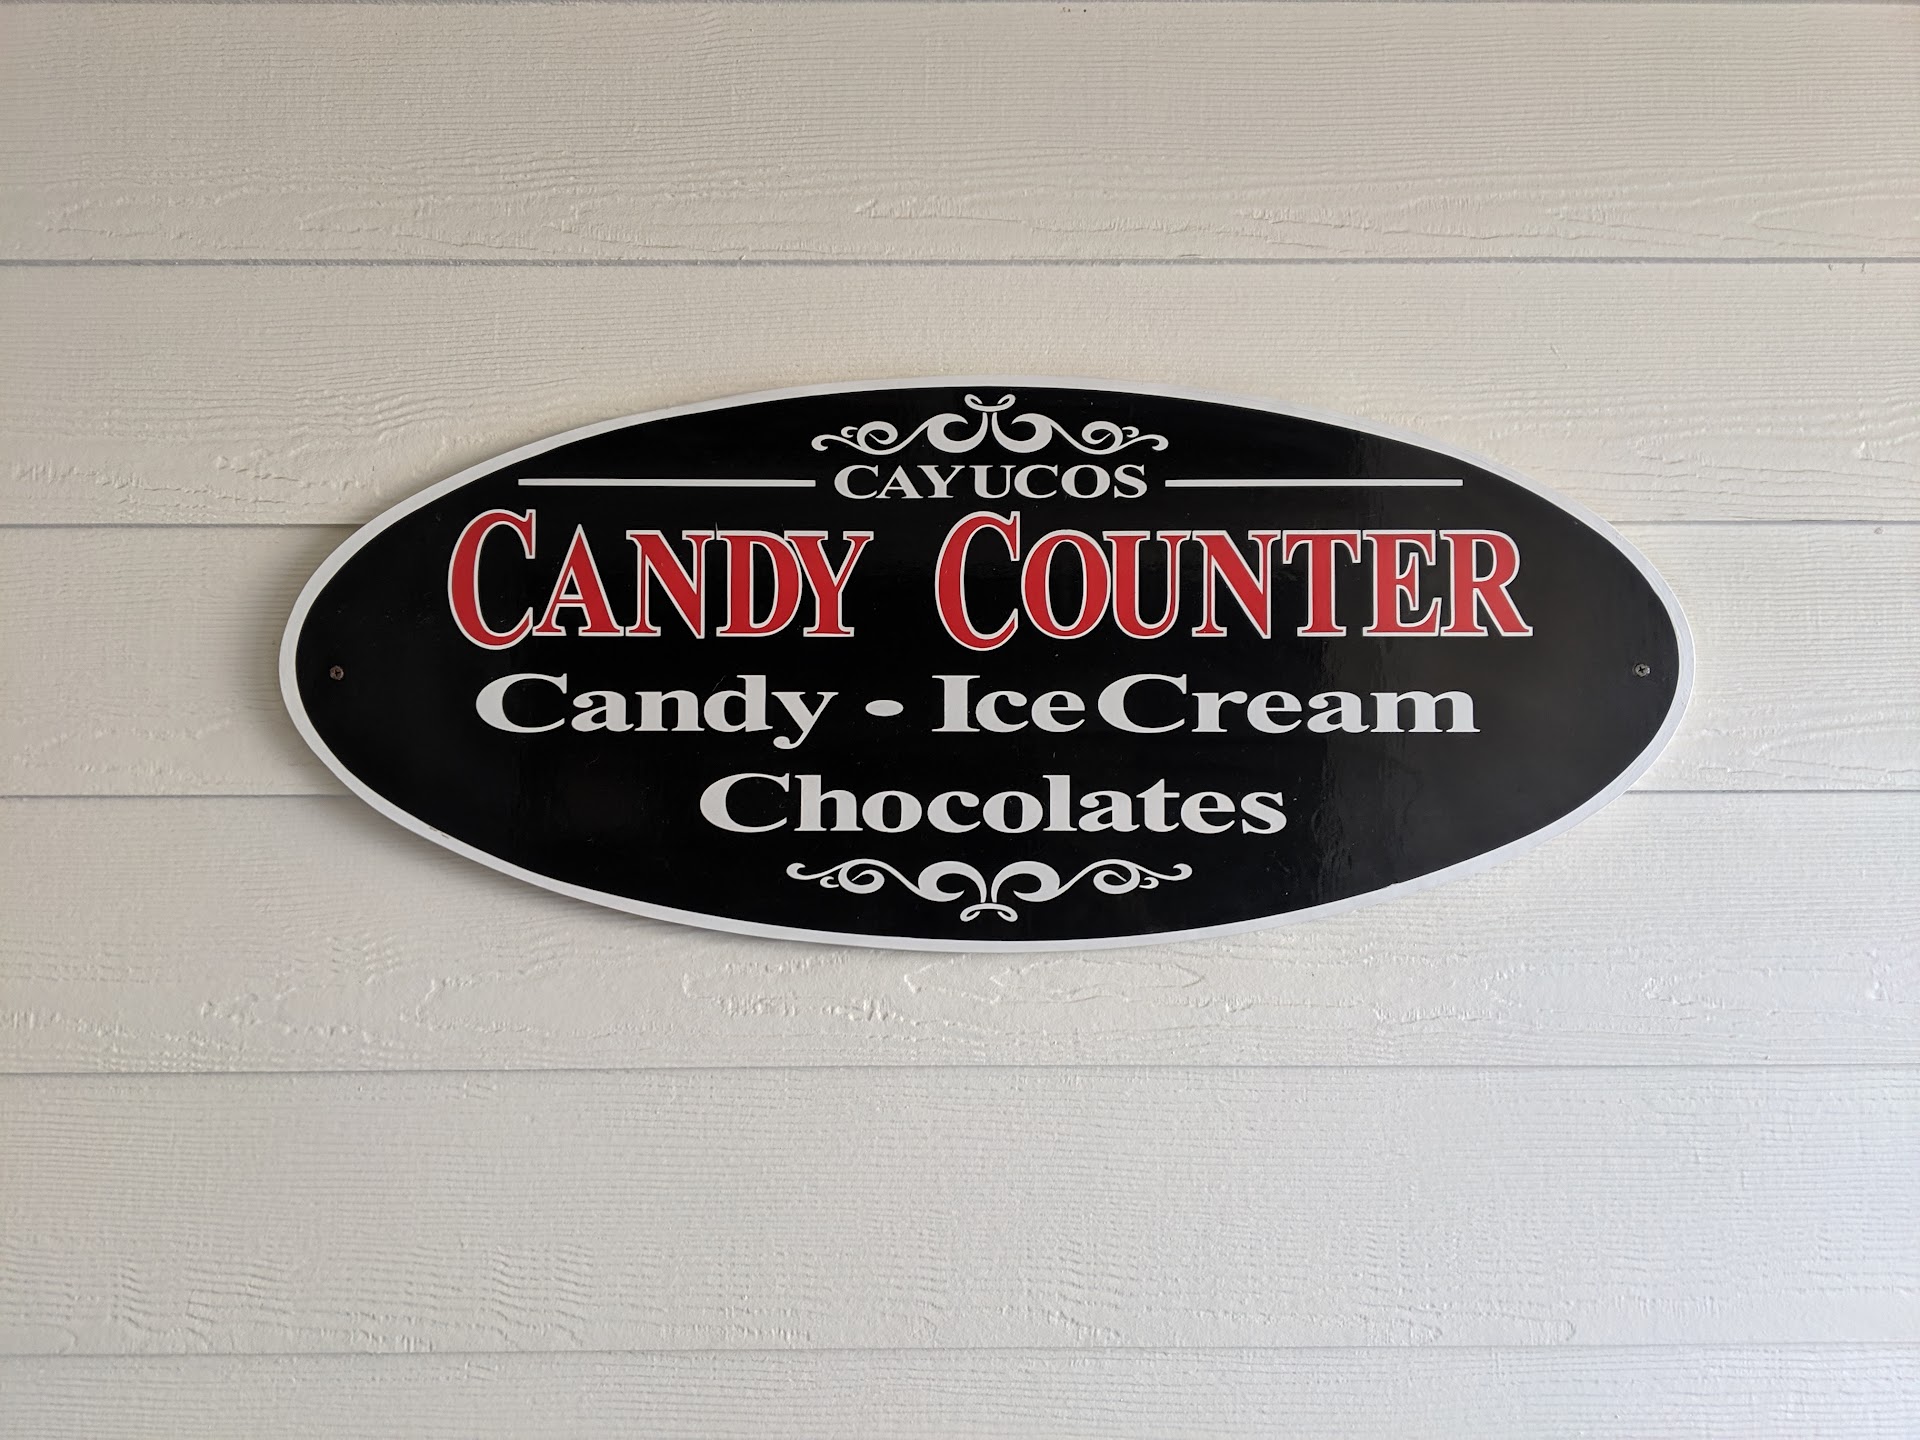 CAYUCOS
CANDY COUNTER
Candy • Ice Cream
Chocolates